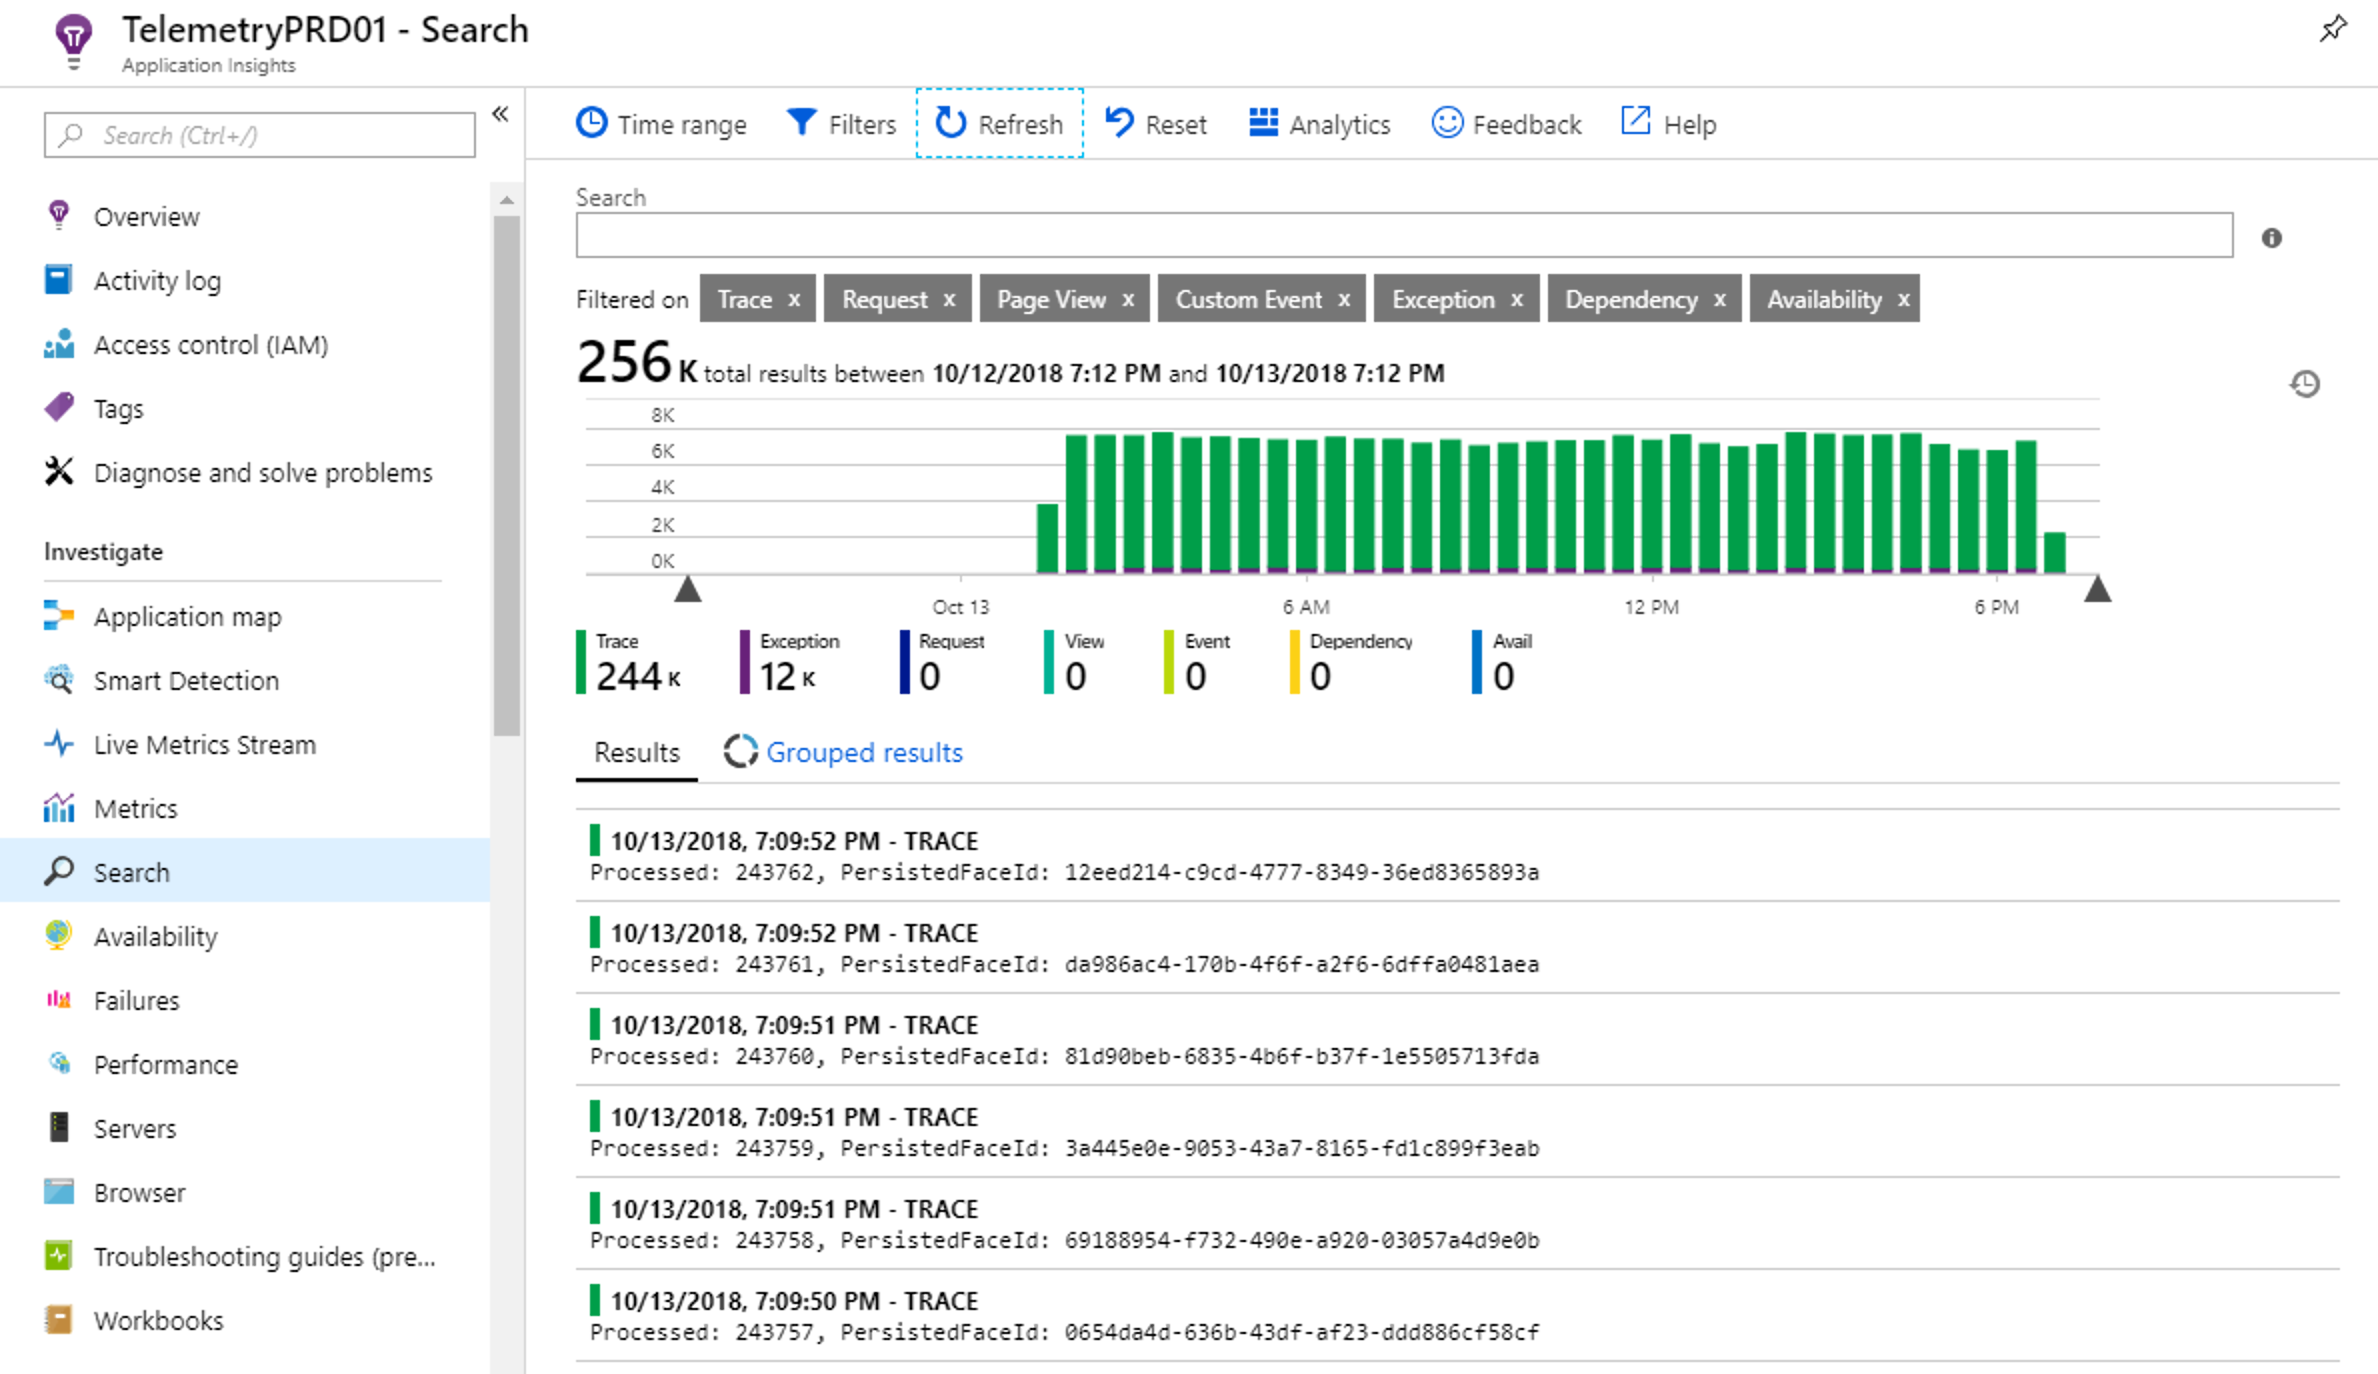 TelemetryPRD01 - Search
Application Insights
Search (Ctrl+/)
«
Overview
Activity log
Access control (IAM)
Tags
Diagnose and solve problems
Investigate
Application map
Smart Detection
Live Metrics Stream
Metrics
Search
Availability
Failures
Performance
Servers
Browser
Troubleshooting guides (pre...
Workbooks
Time range Filters Refresh Reset Analytics Feedback Help
Search
Filtered on Trace x Request x Page View x Custom Event x Exception x Dependency x Availability x
256 K total results between 10/12/2018 7:12 PM and 10/13/2018 7:12 PM
8K
6K
4K
2K
0K
Oct 13 6 AM 12 PM 6 PM
Trace Exception Request View Event Dependency Avail
244 K 12 K 0 0 0 0 0
Results Grouped results
10/13/2018, 7:09:52 PM - TRACE
Processed: 243762, PersistedFaceId: 12eed214-c9cd-4777-8349-36ed8365893a
10/13/2018, 7:09:52 PM - TRACE
Processed: 243761, PersistedFaceId: da986ac4-170b-4f6f-a2f6-6dffa0481aea
10/13/2018, 7:09:51 PM - TRACE
Processed: 243760, PersistedFaceId: 81d90beb-6835-4b6f-b37f-1e5505713fda
10/13/2018, 7:09:51 PM - TRACE
Processed: 243759, PersistedFaceId: 3a445e0e-9053-43a7-8165-fd1c899f3eab
10/13/2018, 7:09:51 PM - TRACE
Processed: 243758, PersistedFaceId: 69188954-f732-490e-a920-03057a4d9e0b
10/13/2018, 7:09:50 PM - TRACE
Processed: 243757, PersistedFaceId: 0654da4d-636b-43df-af23-ddd886cf58cf